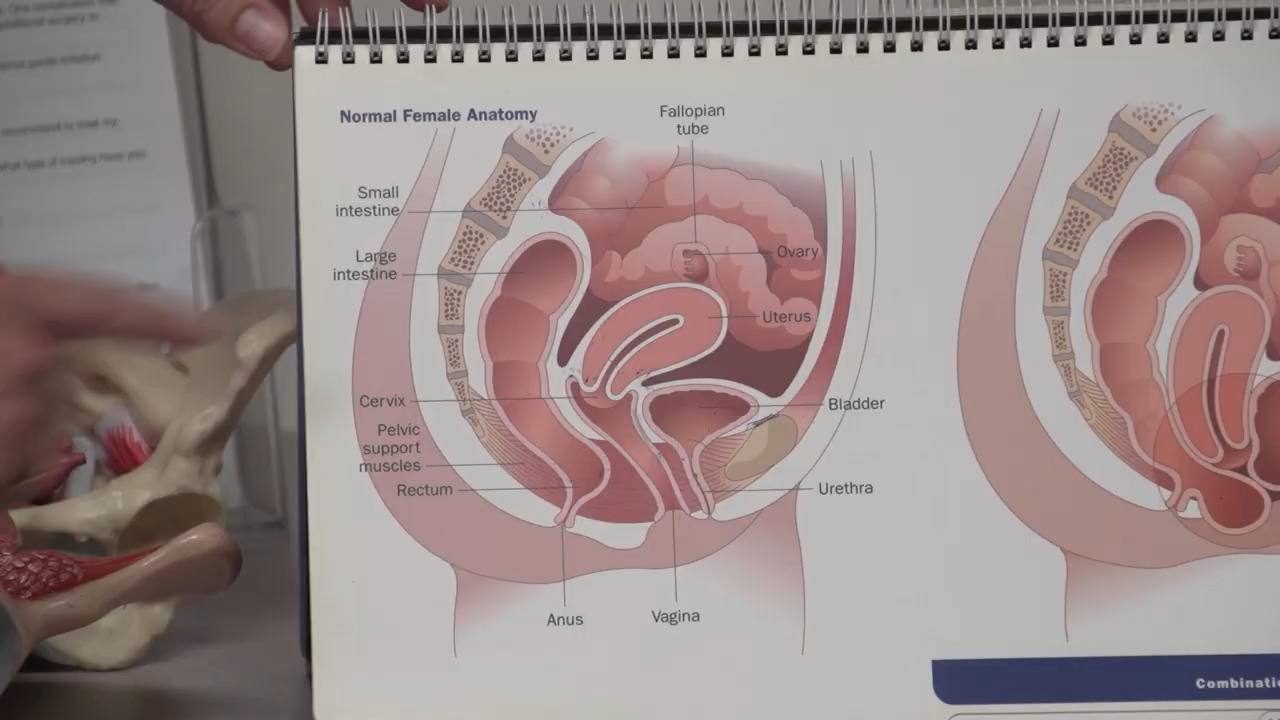 Normal Female Anatomy
Fallopian
tube
Small
intestine
Large
intestine
Ovary
Uterus
Cervix
Bladder
Pelvic
support
muscles
Rectum
Urethra
Anus
Vagina